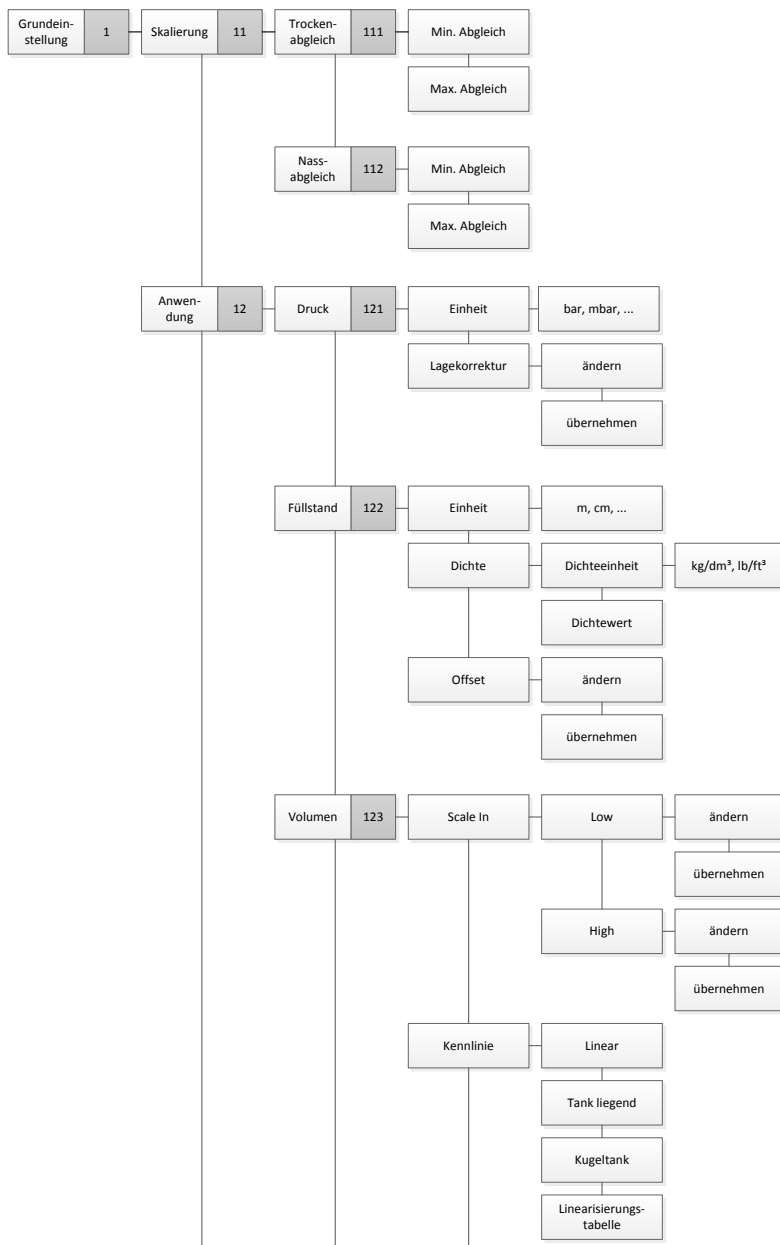 Grundein-
stellung
1
Skalierung
11
Trocken-
abgleich
111
Min. Abgleich
Max. Abgleich
Nass-
abgleich
112
Min. Abgleich
Max. Abgleich
Anwen-
dung
12
Druck
121
Einheit
bar, mbar, ...
Lagekorrektur
ändern
übernehmen
Füllstand
122
Einheit
m, cm, ...
Dichte
Dichteeinheit
kg/dm³, lb/ft³
Dichtewert
Offset
ändern
übernehmen
Volumen
123
Scale In
Low
ändern
übernehmen
High
ändern
übernehmen
Kennlinie
Linear
Tank liegend
Kugeltank
Linearisierungs-
tabelle